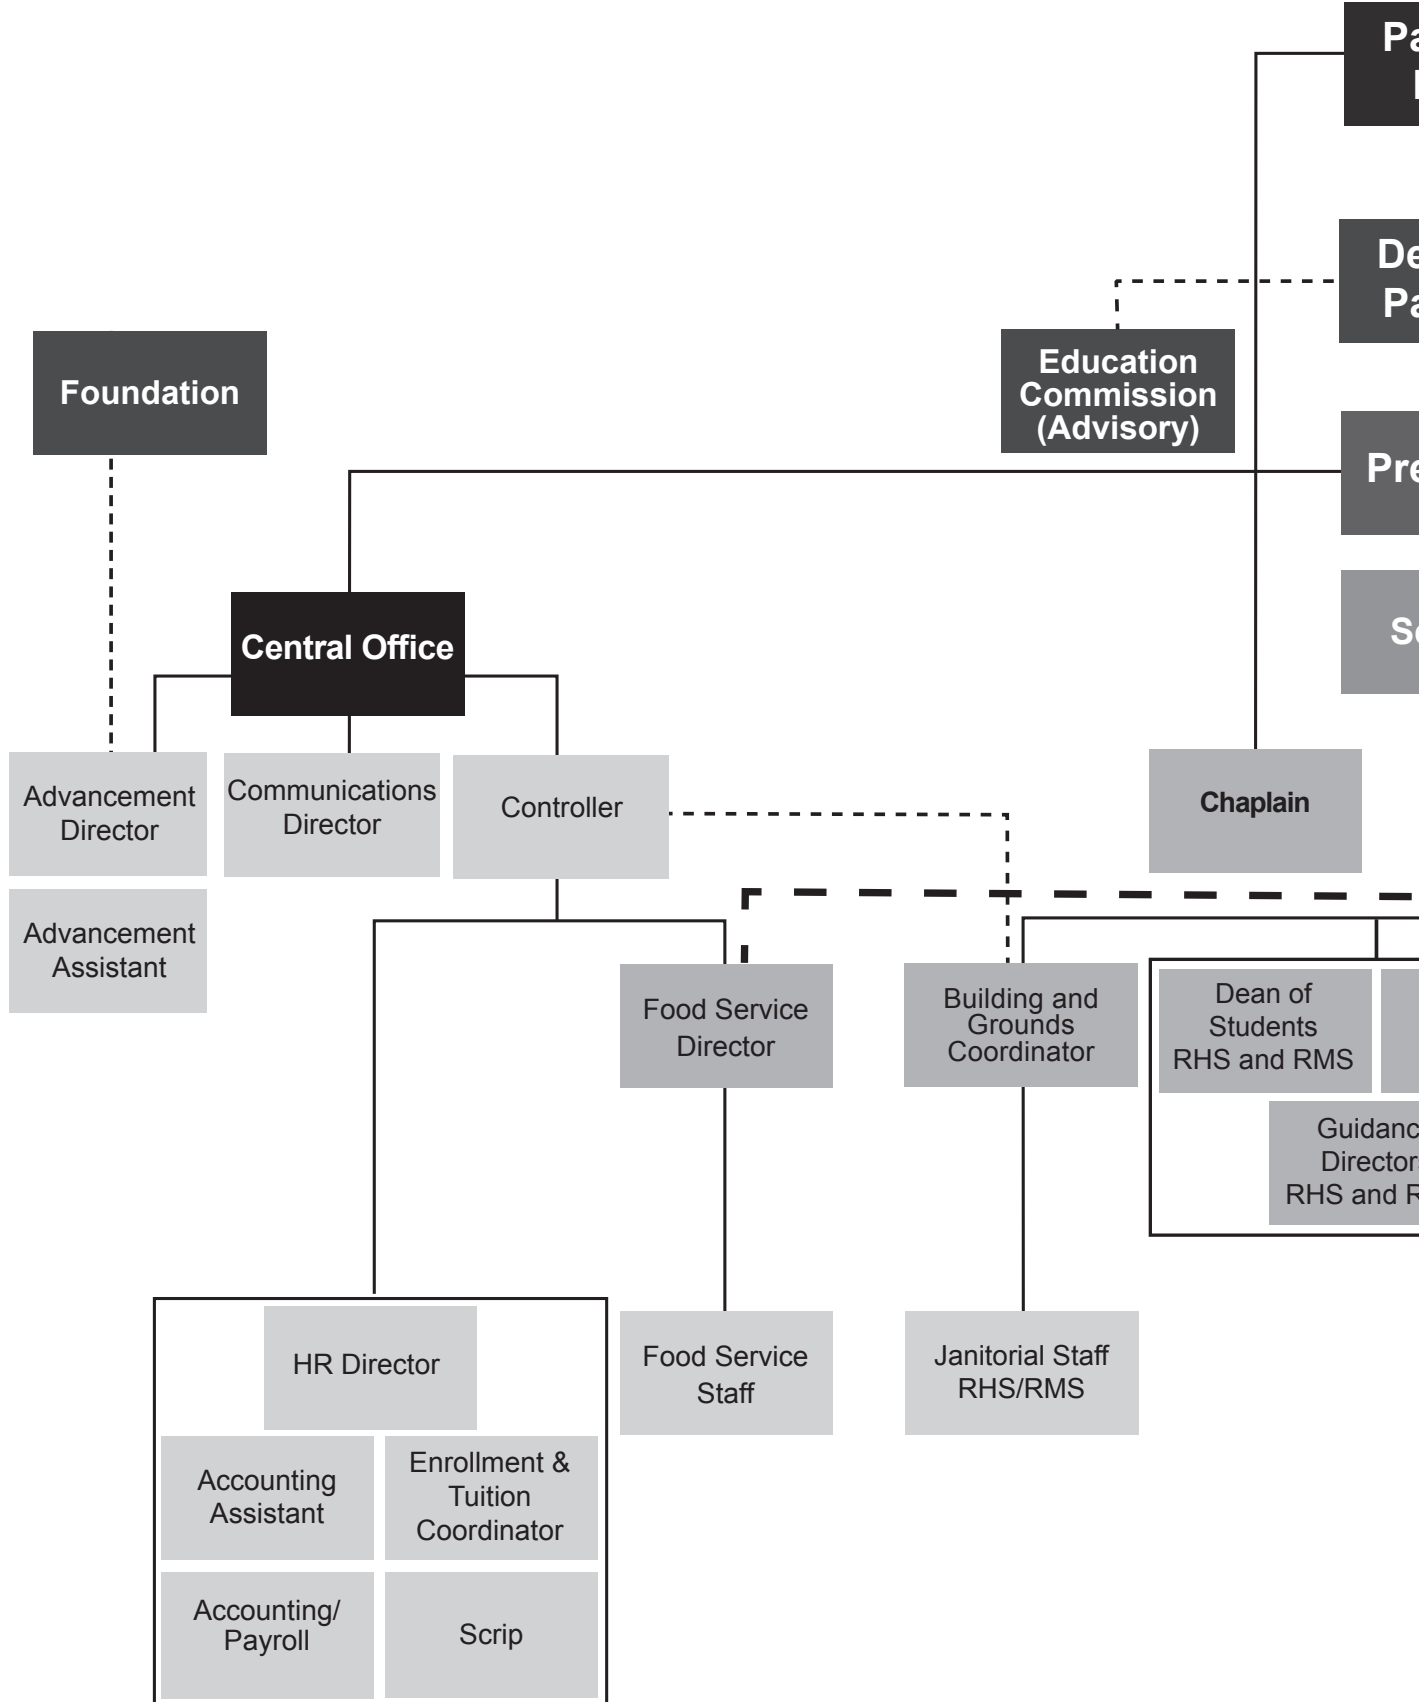 Foundation
Education
Commission
(Advisory)
Central Office
Advancement
Director
Communications
Director
Controller
Chaplain
Advancement
Assistant
Food Service
Director
Building and
Grounds
Coordinator
Dean of
Students
RHS and RMS
RHS and
HR Director
Food Service
Staff
Janitorial Staff
RHS/RMS
Accounting
Assistant
Enrollment &
Tuition
Coordinator
Accounting/
Payroll
Scrip